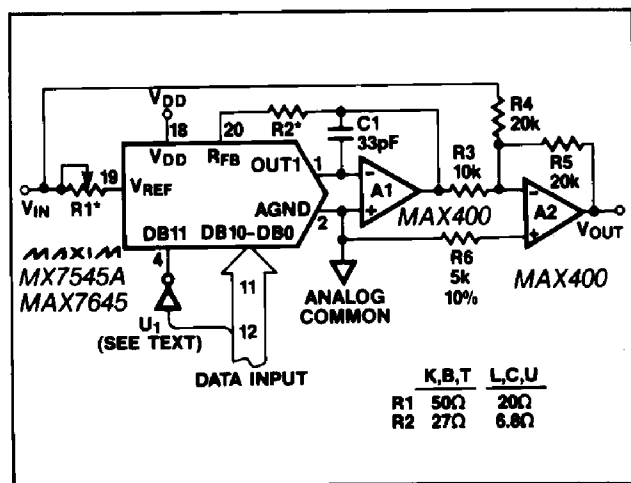 VDD
18
VDD
20
RFB
R2*
C1
33pF
R4
20k
R5
20k
VIN
R1*
19
VREF
OUT1
1
A1
R3
10k
A2
VOUT
MAXIM
MX7545A
MAX7645
DB11
DB10–DB0
AGND
2
MAX400
R6
5k
10%
MAX400
4
U1
(SEE TEXT)
11
12
ANALOG
COMMON
DATA INPUT
K,B,T L,C,U
R1 50Ω 20Ω
R2 27Ω 6.8Ω